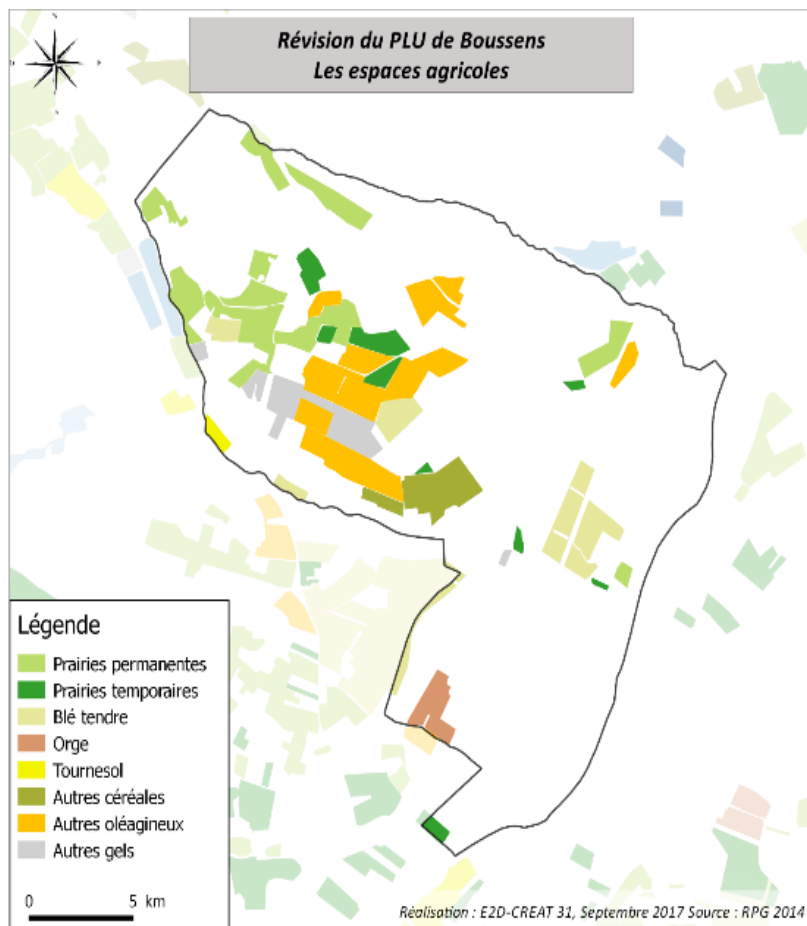 Révision du PLU de Boussens
Les espaces agricoles
Légende
Prairies permanentes
Prairies temporaires
Blé tendre
Orge
Tournesol
Autres céréales
Autres oléagineux
Autres gels
0 5 km
Réalisation : E2D-CREAT 31, Septembre 2017 Source : RPG 2014